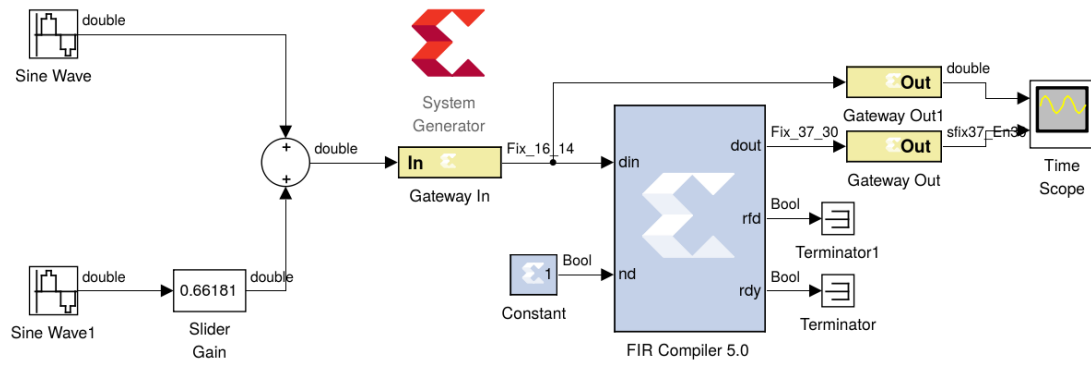 double
Sine Wave
System
Generator
+
+
double
In
Gateway In
Fix_16_14
Out
double
Gateway Out1
din
dout
Fix_37_30
Out
Gateway Out
Time
Scope
rfd
Bool
Terminator1
1
Bool
nd
Constant
rdy
Bool
Terminator
FIR Compiler 5.0
double
Sine Wave1
0.66181
double
Slider
Gain